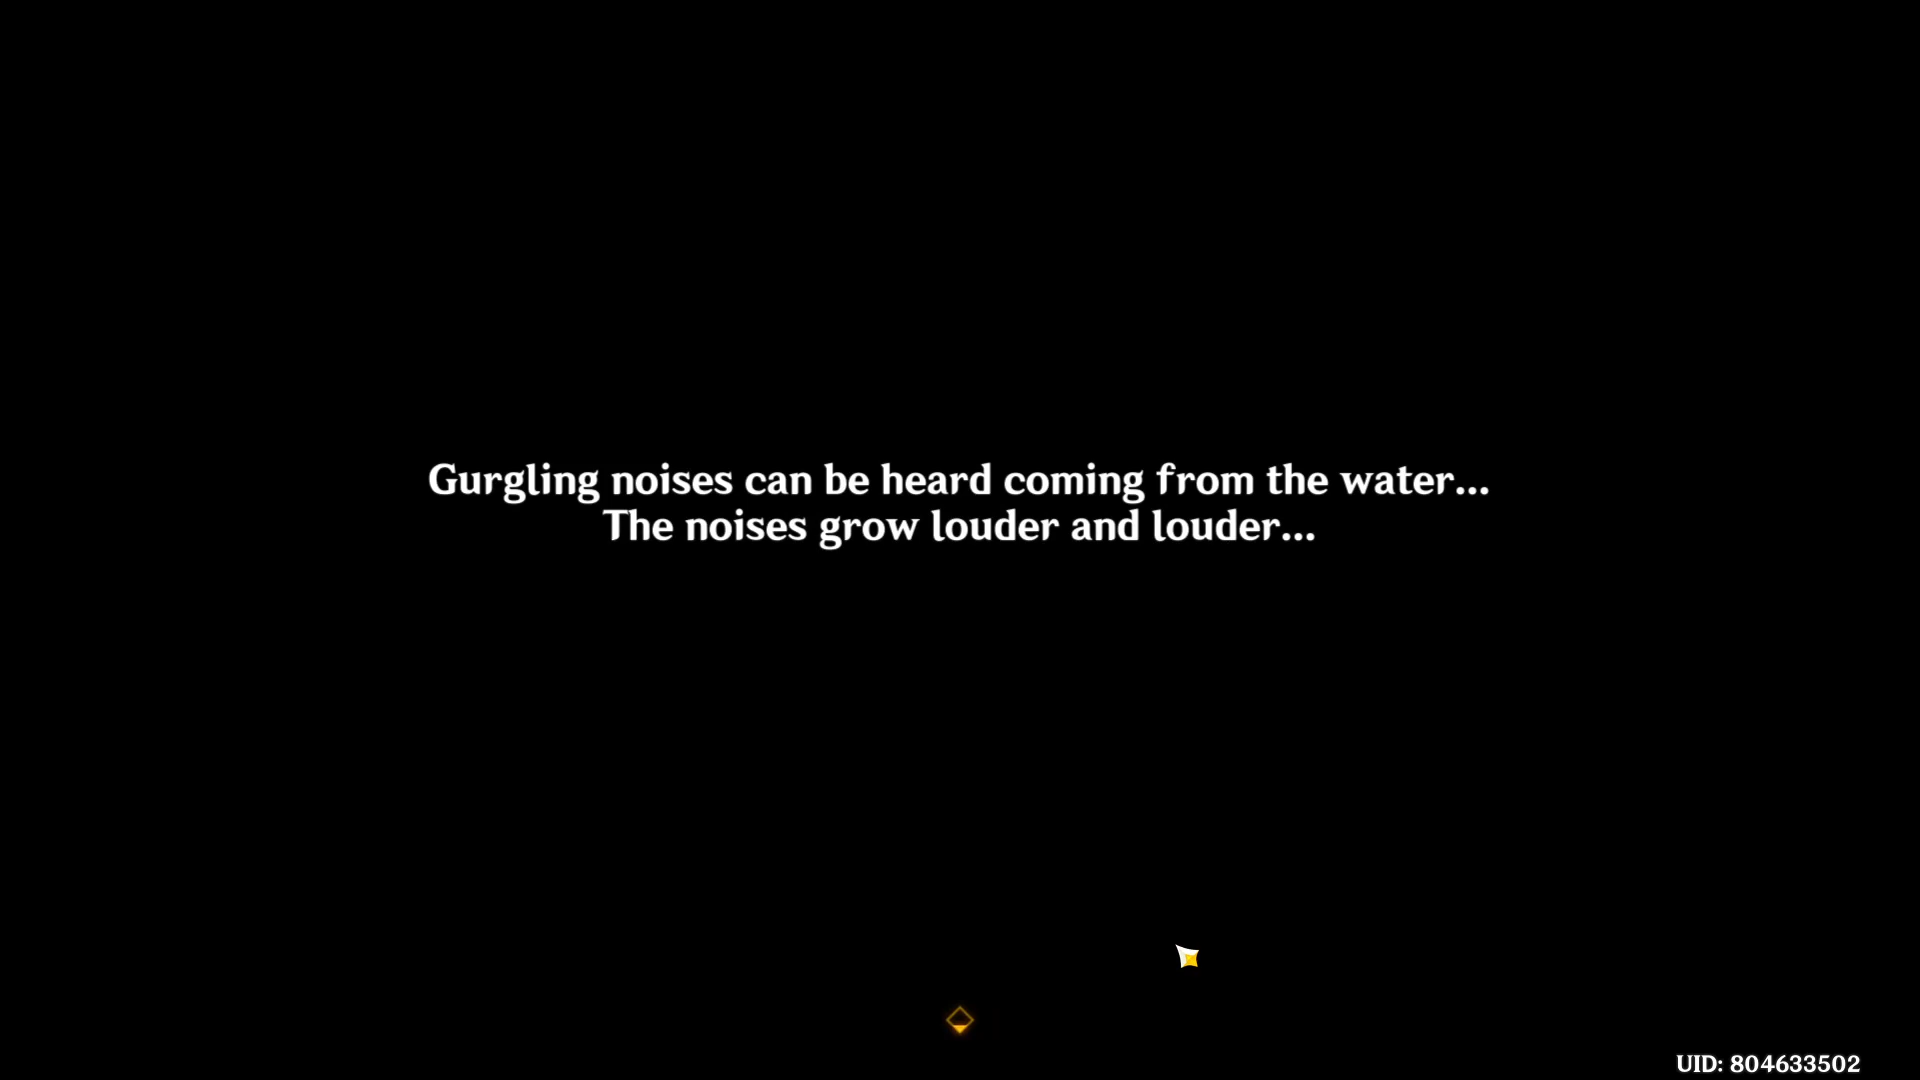 Gurgling noises can be heard coming from the water...
The noises grow louder and louder...
UID: 804633502